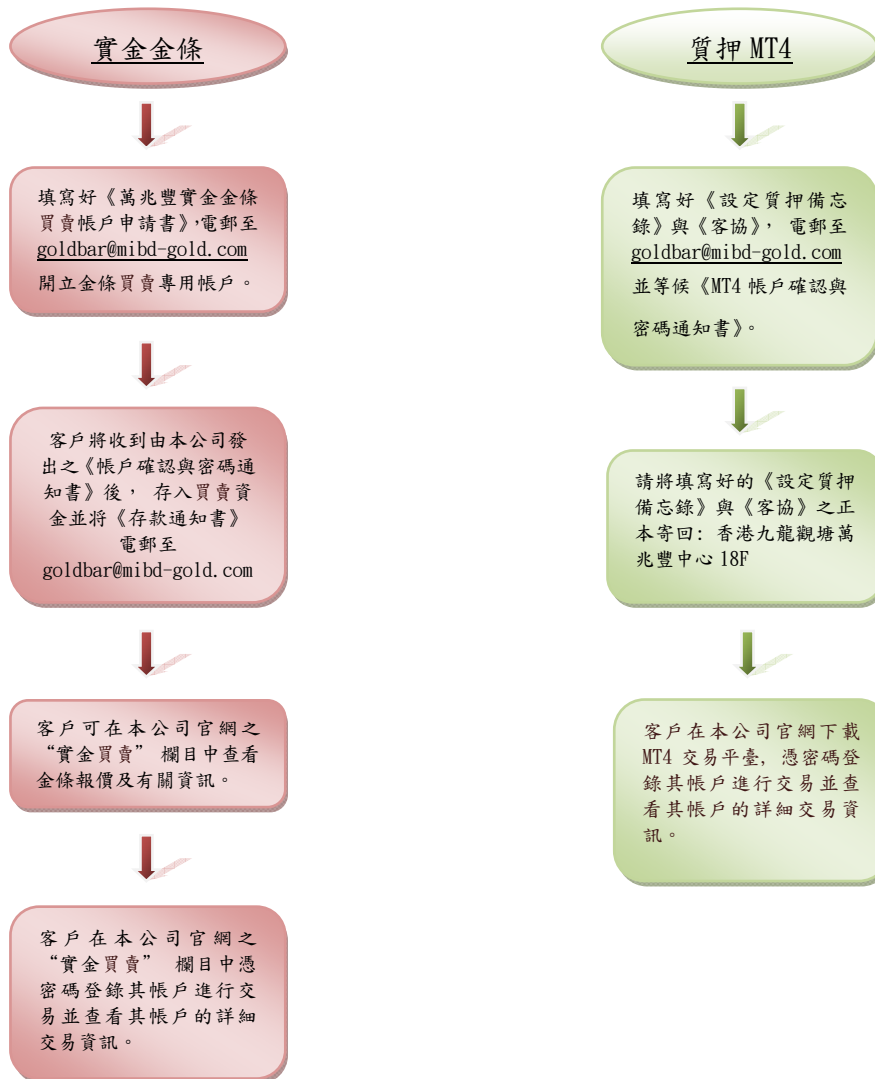 實金金條
填寫好《萬兆豐實金金條
買賣帳戶申請書》,電郵至
goldbar@mibd-gold.com
開立金條買賣專用帳戶。
客戶將收到由本公司發
出之《帳戶確認與密碼通
知書》後， 存入買賣資
金並将《存款通知書》
電郵至
goldbar@mibd-gold.com
客戶可在本公司官網之
“實金買賣” 欄目中查看
金條報價及有關資訊。
客戶在本公司官網之
“實金買賣” 欄目中憑
密碼登錄其帳戶進行交
易並查看其帳戶的詳細
交易資訊。
質押 MT4
填寫好《設定質押備忘
錄》與《客協》， 電郵至
goldbar@mibd-gold.com
並等候《MT4 帳戶確認與
密碼通知書》。
請將填寫好的《設定質押
備忘錄》與《客協》之正
本寄回: 香港九龍觀塘萬
兆豐中心 18F
客戶在本公司官網下載
MT4 交易平臺, 憑密碼登
錄其帳戶進行交易並查
看其帳戶的詳細交易資
訊。